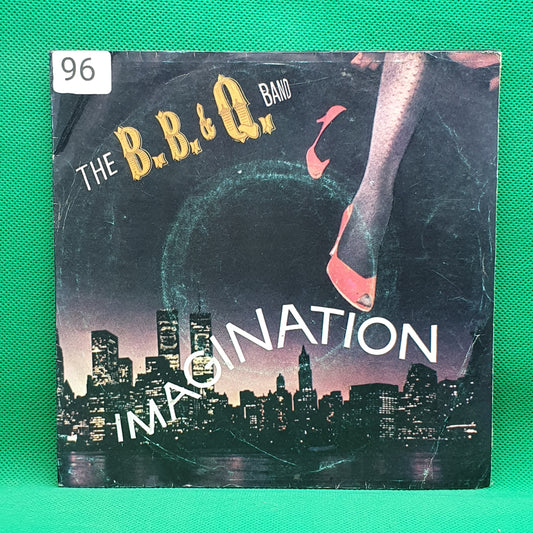 96
THE B.B. & Q. BAND
IMAGINATION